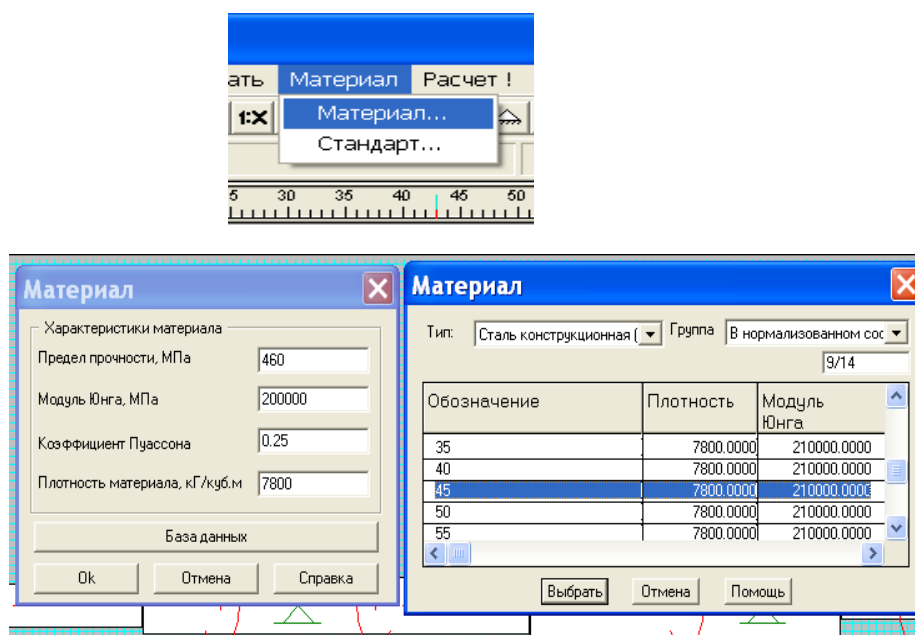 ать Материал Расчет !
1:X Материал...
Стандарт...
5 30 35 40 45 50
Материал
Характеристики материала
Предел прочности, МПа 460
Модуль Юнга, МПа 200000
Коэффициент Пуассона 0.25
Плотность материала, кГ/куб.м 7800
База данных
Ok Отмена Справка
Материал
Тип: Сталь конструкционная ( Группа В нормализованном сос
9/14
Обозначение Плотность Модуль
Юнга
35 7800.0000 210000.0000
40 7800.0000 210000.0000
45 7800.0000 210000.0000
50 7800.0000 210000.0000
55 7800.0000 210000.0000
Выбрать Отмена Помощь